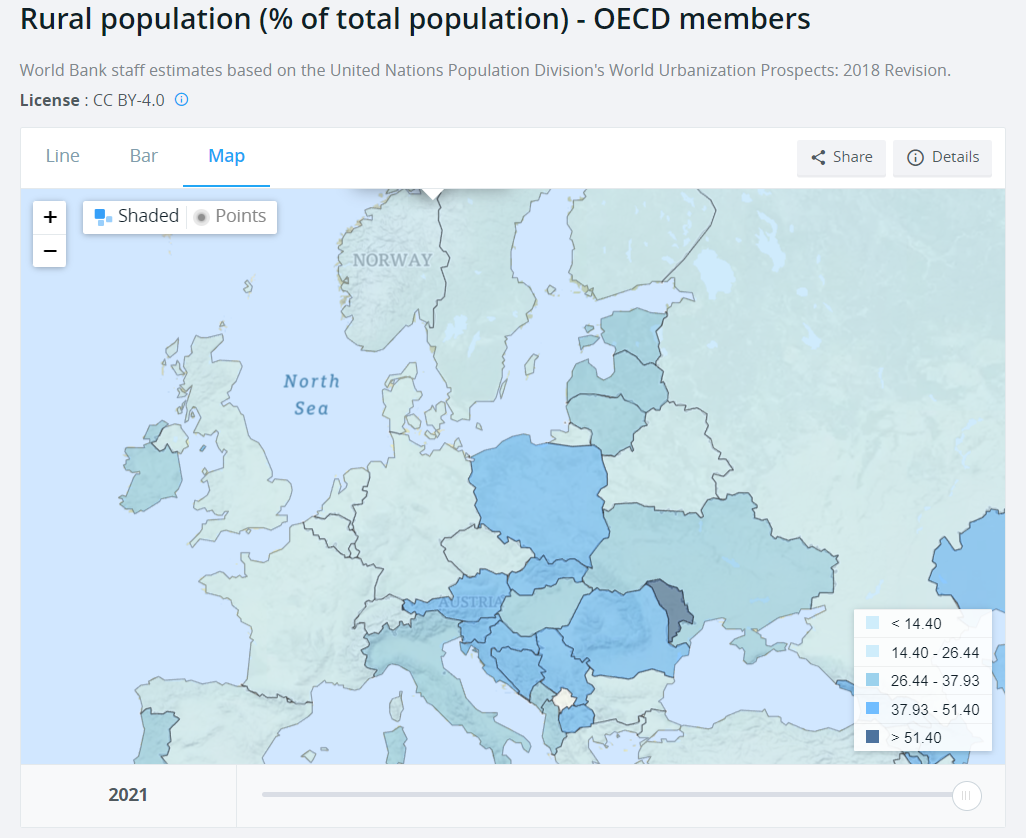 Rural population (% of total population) - OECD members
World Bank staff estimates based on the United Nations Population Division's World Urbanization Prospects: 2018 Revision.
License : CC BY-4.0
Line Bar Map Share Details
+ Shaded Points
−
NORWAY
North
Sea
AUSTRIA
< 14.40
14.40 - 26.44
26.44 - 37.93
37.93 - 51.40
> 51.40
2021